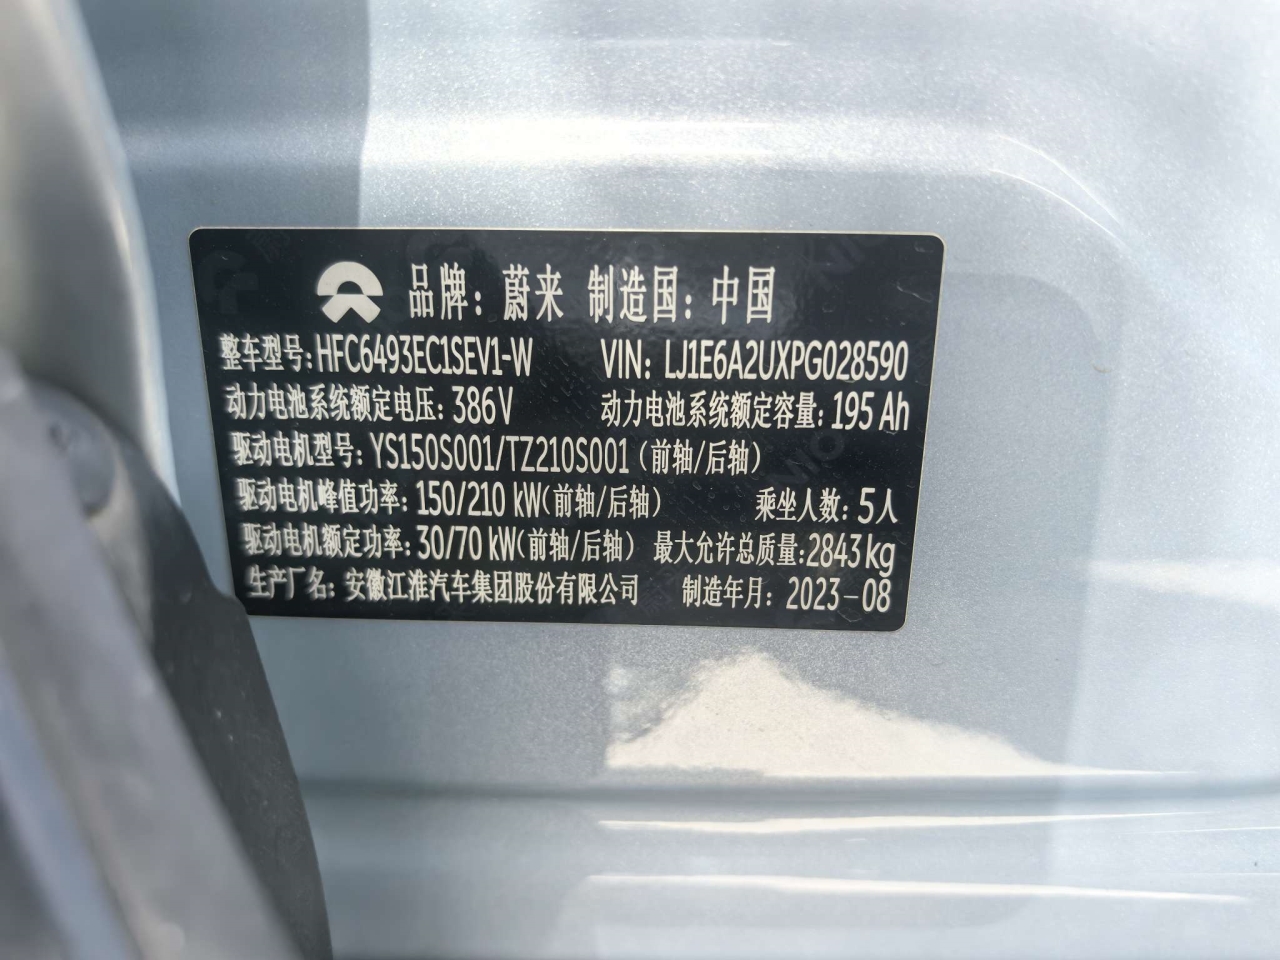 品牌：蔚来 制造国：中国
整车型号：HFC6493EC1SEV1-W VIN：LJ1E6A2UXPG028590
动力电池系统额定电压：386V 动力电池系统额定容量：195 Ah
驱动电机型号：YS150S001/TZ210S001（前轴/后轴）
驱动电机峰值功率：150/210 kW（前轴/后轴） 乘坐人数：5人
驱动电机额定功率：30/70 kW（前轴/后轴） 最大允许总质量：2843kg
生产厂名：安徽江淮汽车集团股份有限公司 制造年月：2023-08